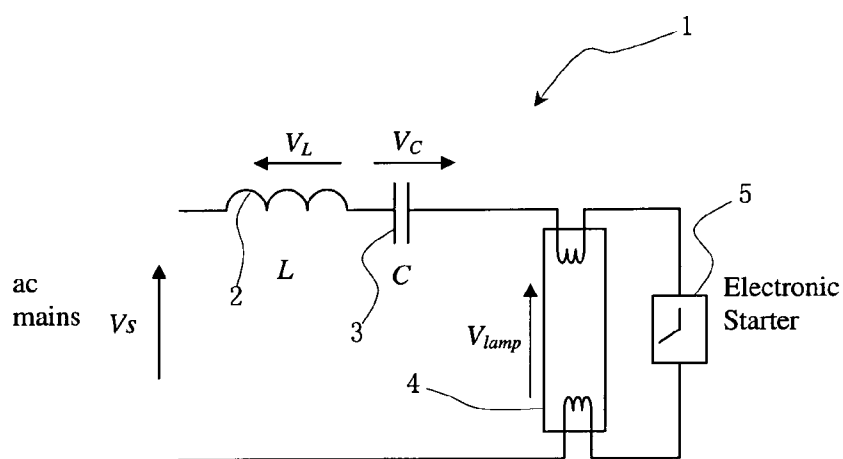 1
V_L
V_C
5
2
L
3
C
ac
mains
Vs
V_lamp
4
Electronic
Starter